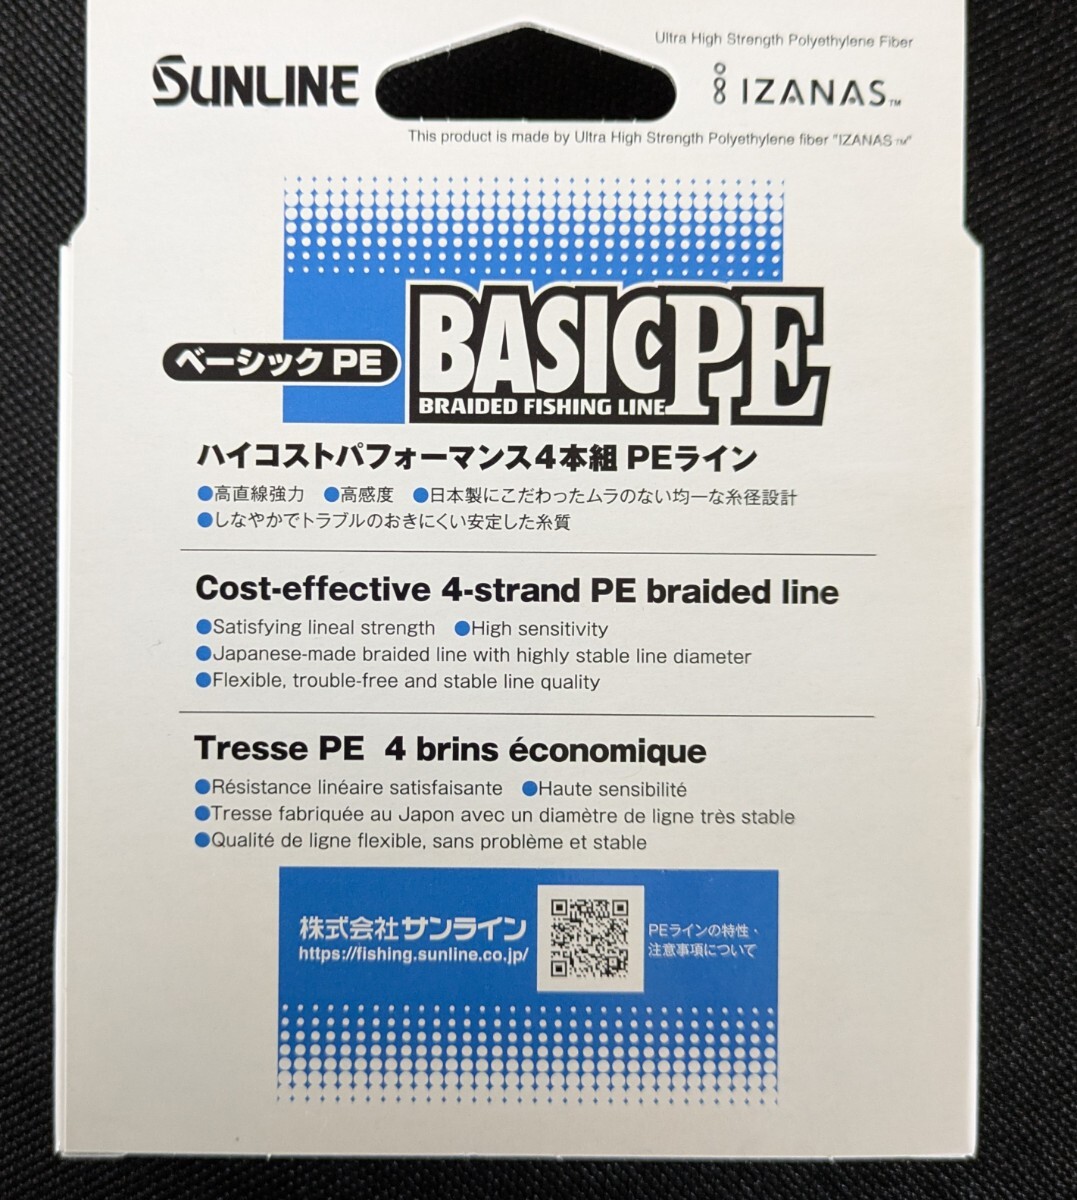 Ultra High Strength Polyethylene Fiber
SUNLINE
IZANAS™
This product is made by Ultra High Strength Polyethylene fiber "IZANAS™"
ベーシック PE
BASIC PE
BRAIDED FISHING LINE
ハイコストパフォーマンス4本組 PEライン
●高直線強力 ●高感度 ●日本製にこだわったムラのない均一な糸径設計
●しなやかでトラブルのおきにくい安定した糸質
Cost-effective 4-strand PE braided line
●Satisfying lineal strength ●High sensitivity
●Japanese-made braided line with highly stable line diameter
●Flexible, trouble-free and stable line quality
Tresse PE 4 brins économique
●Résistance linéaire satisfaisante ●Haute sensibilité
●Tresse fabriquée au Japon avec un diamètre de ligne très stable
●Qualité de ligne flexible, sans problème et stable
株式会社サンライン
https://fishing.sunline.co.jp/
PEラインの特性・
注意事項について